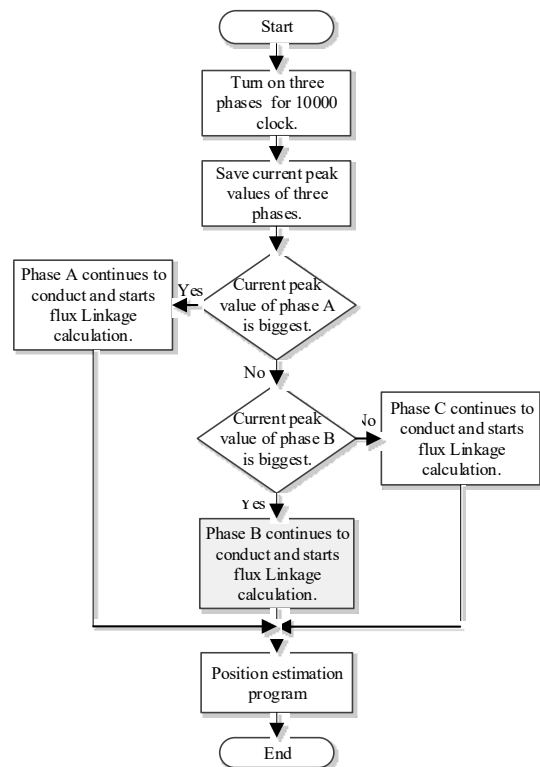 Start
Turn on three
phases for 10000
clock.
Save current peak
values of three
phases.
Phase A continues to
conduct and starts
flux Linkage
calculation.
Yes
Current peak
value of phase A
is biggest.
No
Current peak
value of phase B
is biggest.
No
Phase C continues to
conduct and starts
flux Linkage
calculation.
Yes
Phase B continues to
conduct and starts
flux Linkage
calculation.
Position estimation
program
End